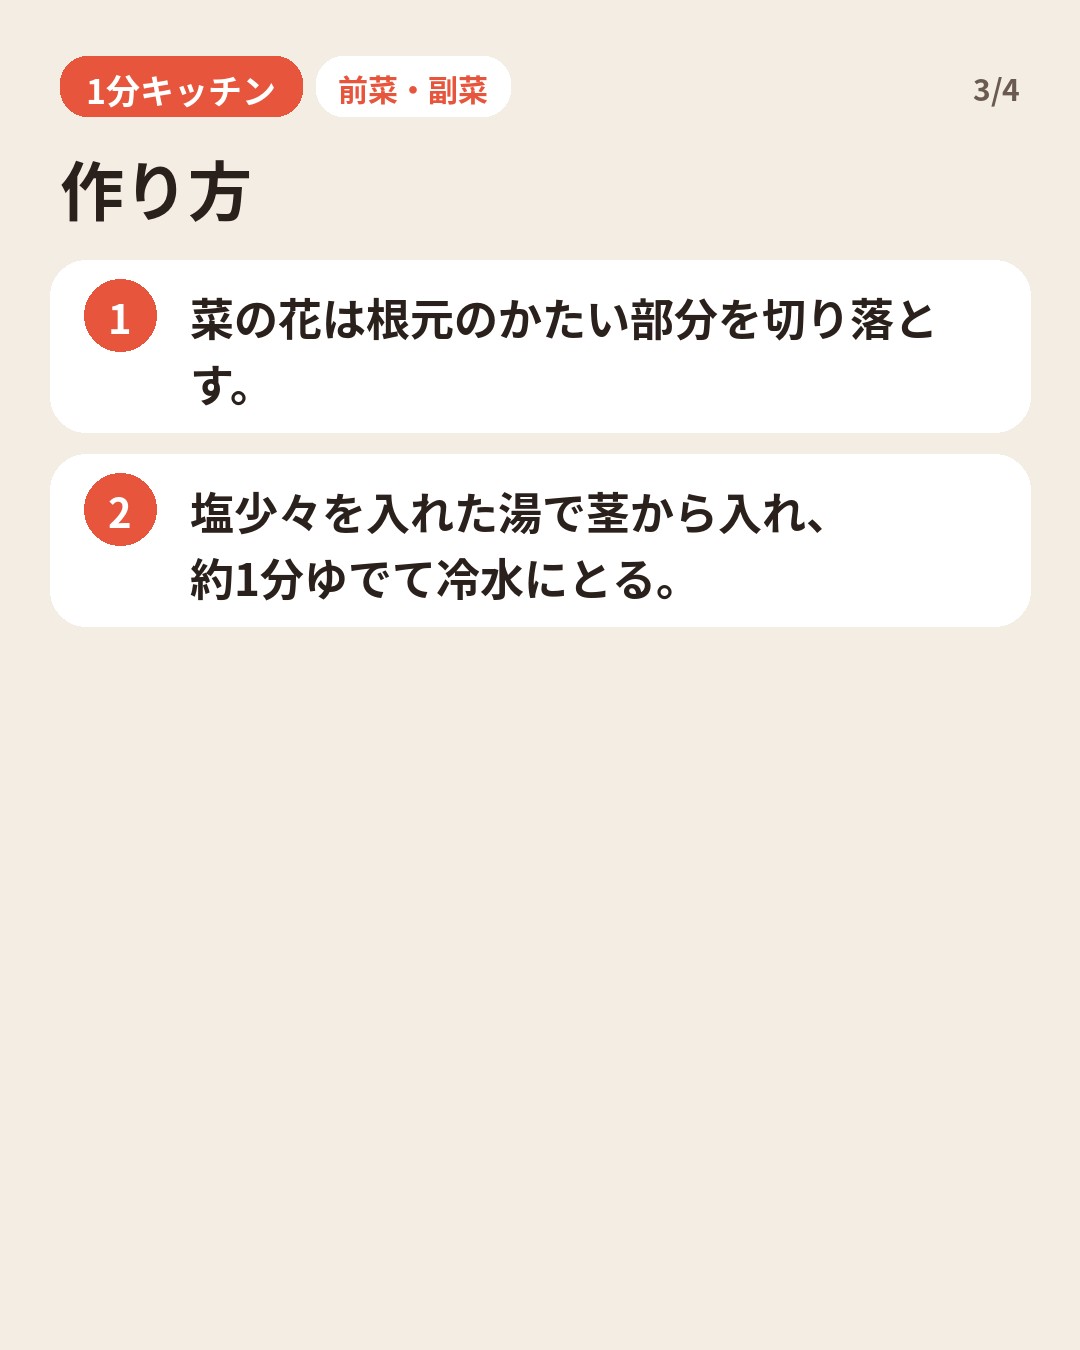 1分キッチン
前菜・副菜
3/4
作り方
1
菜の花は根元のかたい部分を切り落と
す。
2
塩少々を入れた湯で茎から入れ、
約1分ゆでて冷水にとる。